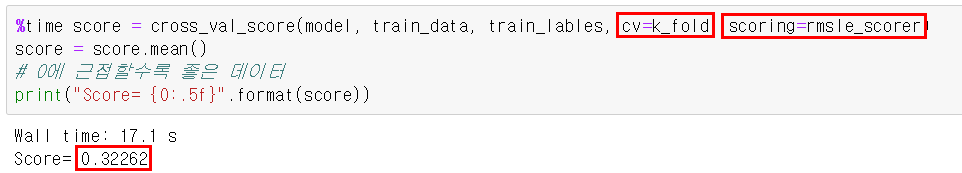 %time score = cross_val_score(model, train_data, train_lables, cv=k_fold, scoring=rmsle_scorer)
score = score.mean()
# 0에 근접할수록 좋은 데이터
print("Score= {0:.5f}".format(score))
Wall time: 17.1 s
Score= 0.32262